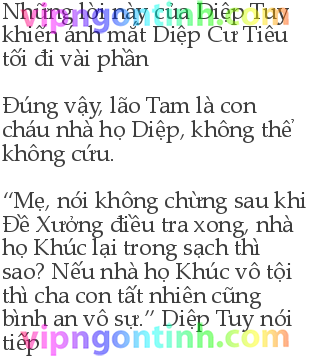 Những lời này của Diệp Tuy
khiến ánh mắt Diệp Cư Tiêu
tối đi vài phần
Đúng vậy, lão Tam là con
cháu nhà họ Diệp, không thể
không cứu.
“Mẹ, nói không chừng sau khi
Đề Xưởng điều tra xong, nhà
họ Khúc lại trong sạch thì
sao? Nếu nhà họ Khúc vô tội
thì cha con tất nhiên cũng
bình an vô sự.” Diệp Tuy nói
tiếp
vipngontinh.com
vipngontinh.com